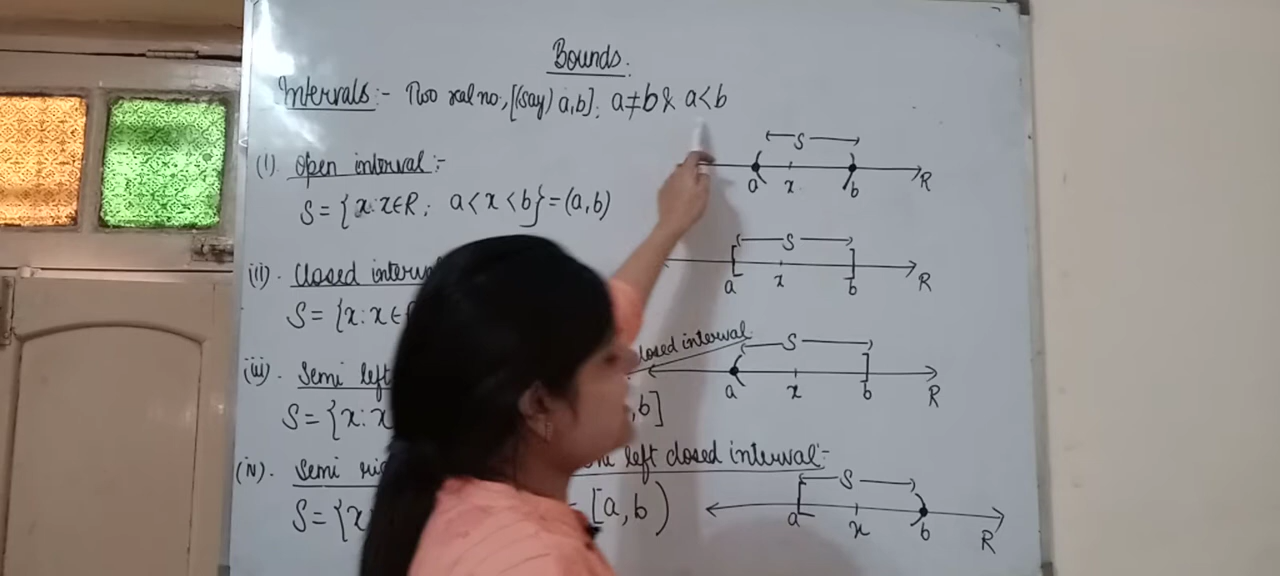 Bounds.
Intervals:- Two real no., [(say) a,b]; a≠b & a<b
(i) Open interval:-
S={x:x∈R; a<x<b}=(a,b)
S
a x b R
(ii). Closed interv
S={x:x∈
S
a x b R
(iii). Semi left
losed interval
S={x:x
,b]
S
a x b R
(iv). Semi
left closed interval:-
S={x
[a,b)
S
a x b R